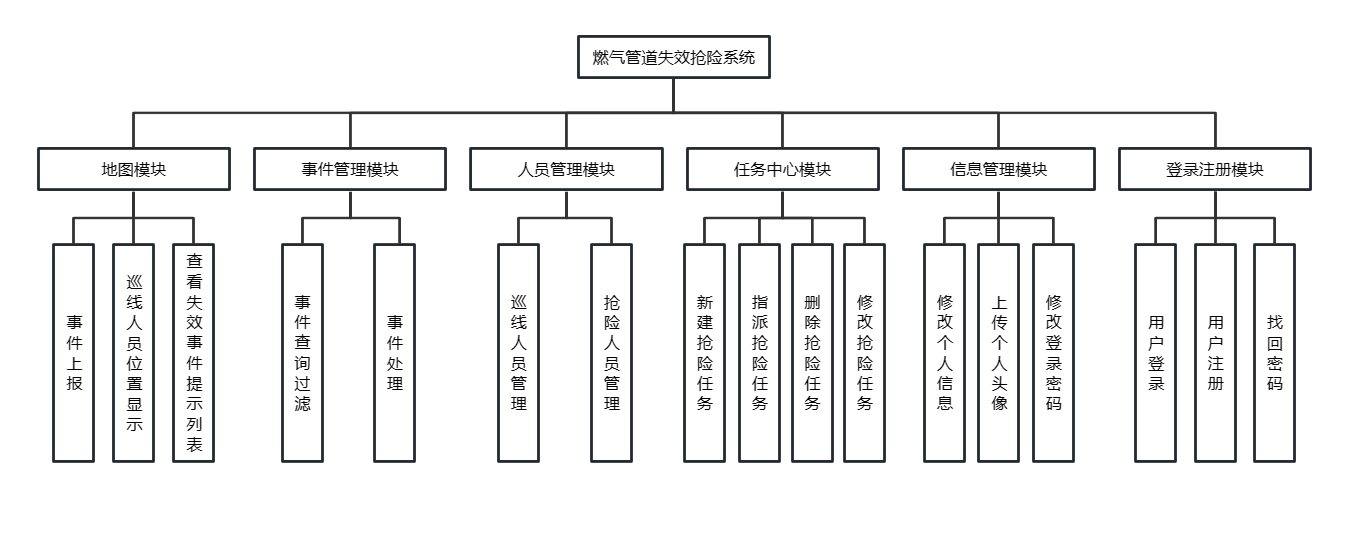 燃气管道失效抢险系统
地图模块
事件管理模块
人员管理模块
任务中心模块
信息管理模块
登录注册模块
事件上报
巡线人员位置显示
查看失效事件提示列表
事件查询过滤
事件处理
巡线人员管理
抢险人员管理
新建抢险任务
指派抢险任务
删除抢险任务
修改抢险任务
修改个人信息
上传个人头像
修改登录密码
用户登录
用户注册
找回密码